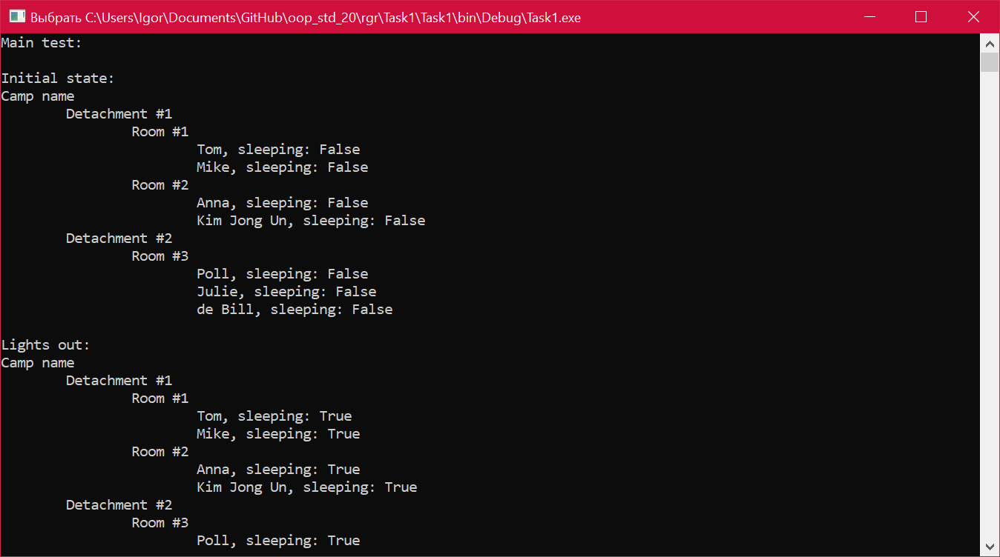 Выбрать C:\Users\Igor\Documents\GitHub\oop_std_20\rgr\Task1\Task1\bin\Debug\Task1.exe
Main test:
Initial state:
Camp name
Detachment #1
Room #1
Tom, sleeping: False
Mike, sleeping: False
Room #2
Anna, sleeping: False
Kim Jong Un, sleeping: False
Detachment #2
Room #3
Poll, sleeping: False
Julie, sleeping: False
de Bill, sleeping: False
Lights out:
Camp name
Detachment #1
Room #1
Tom, sleeping: True
Mike, sleeping: True
Room #2
Anna, sleeping: True
Kim Jong Un, sleeping: True
Detachment #2
Room #3
Poll, sleeping: True